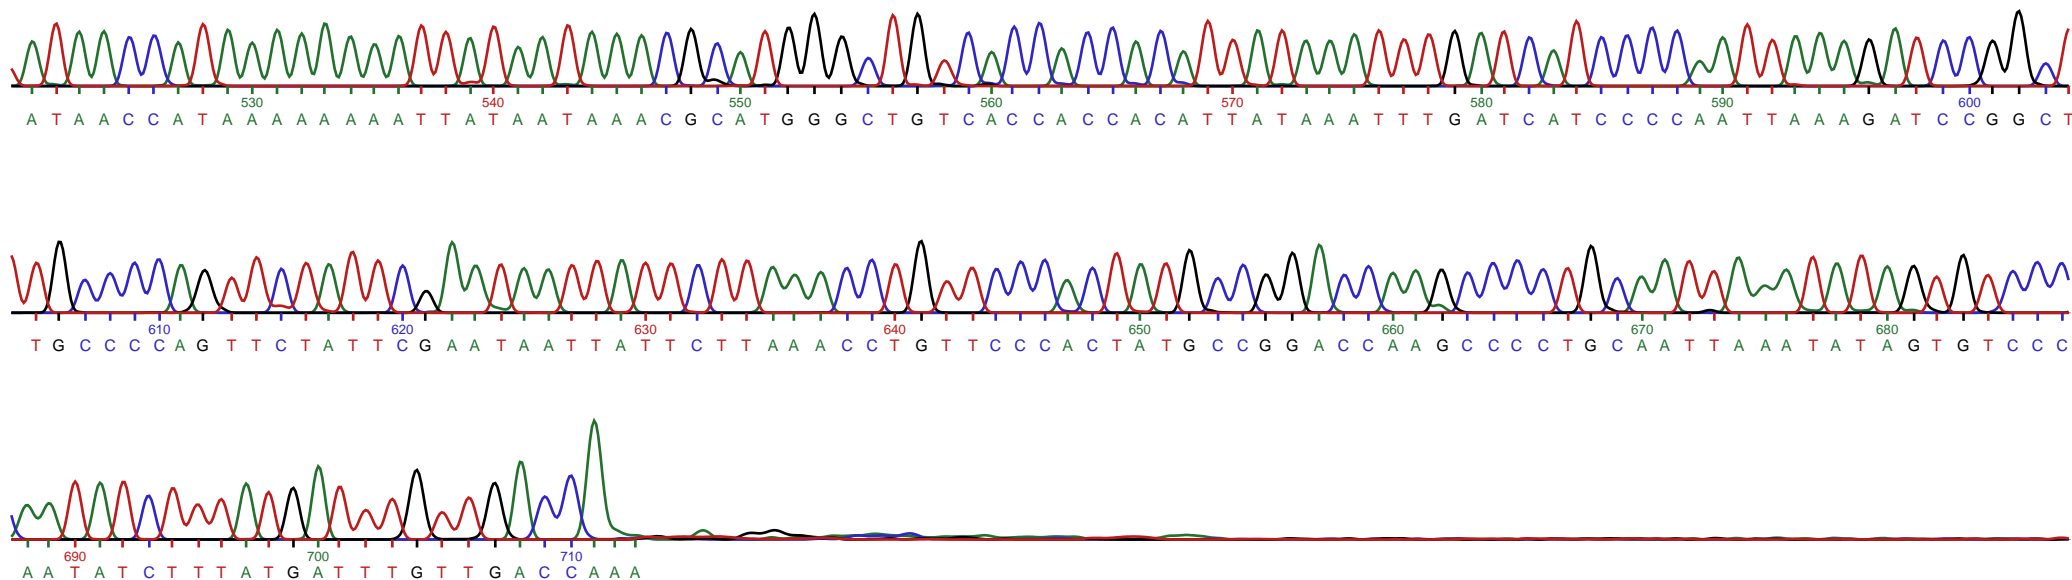 530 540 550 560 570 580 590 600
A T A A C C A T A A A A A A A A T T A T A A T A A A C G C A T G G G C T G T C A C C A C C A C A T T A T A A A T T T G A T C A T C C C C A A T T A A A G A T C C G G C T
610 620 630 640 650 660 670 680
T G C C C C A G T T C T A T T C G A A T A A T T A T T C T T A A A C C T G T T C C C A C T A T G C C G G A C C A A G C C C C T G C A A T T A A A T A T A G T G T C C C
690 700 710
A A T A T C T T T A T G A T T T G T T G A C C A A A